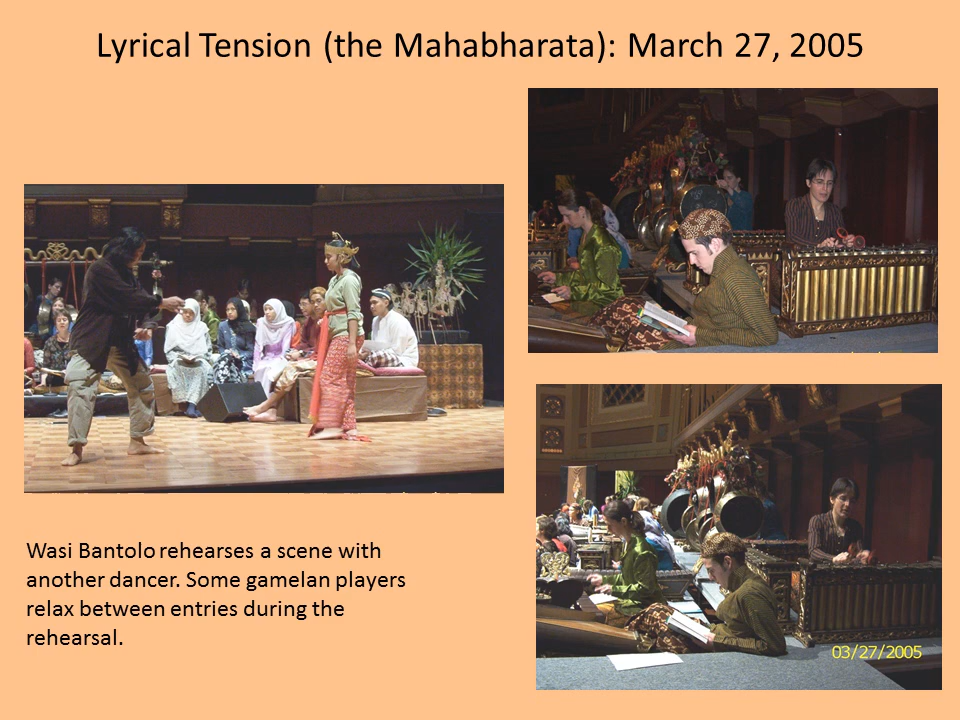 Lyrical Tension (the Mahabharata): March 27, 2005
Wasi Bantolo rehearses a scene with
another dancer. Some gamelan players
relax between entries during the
rehearsal.
03/27/2005